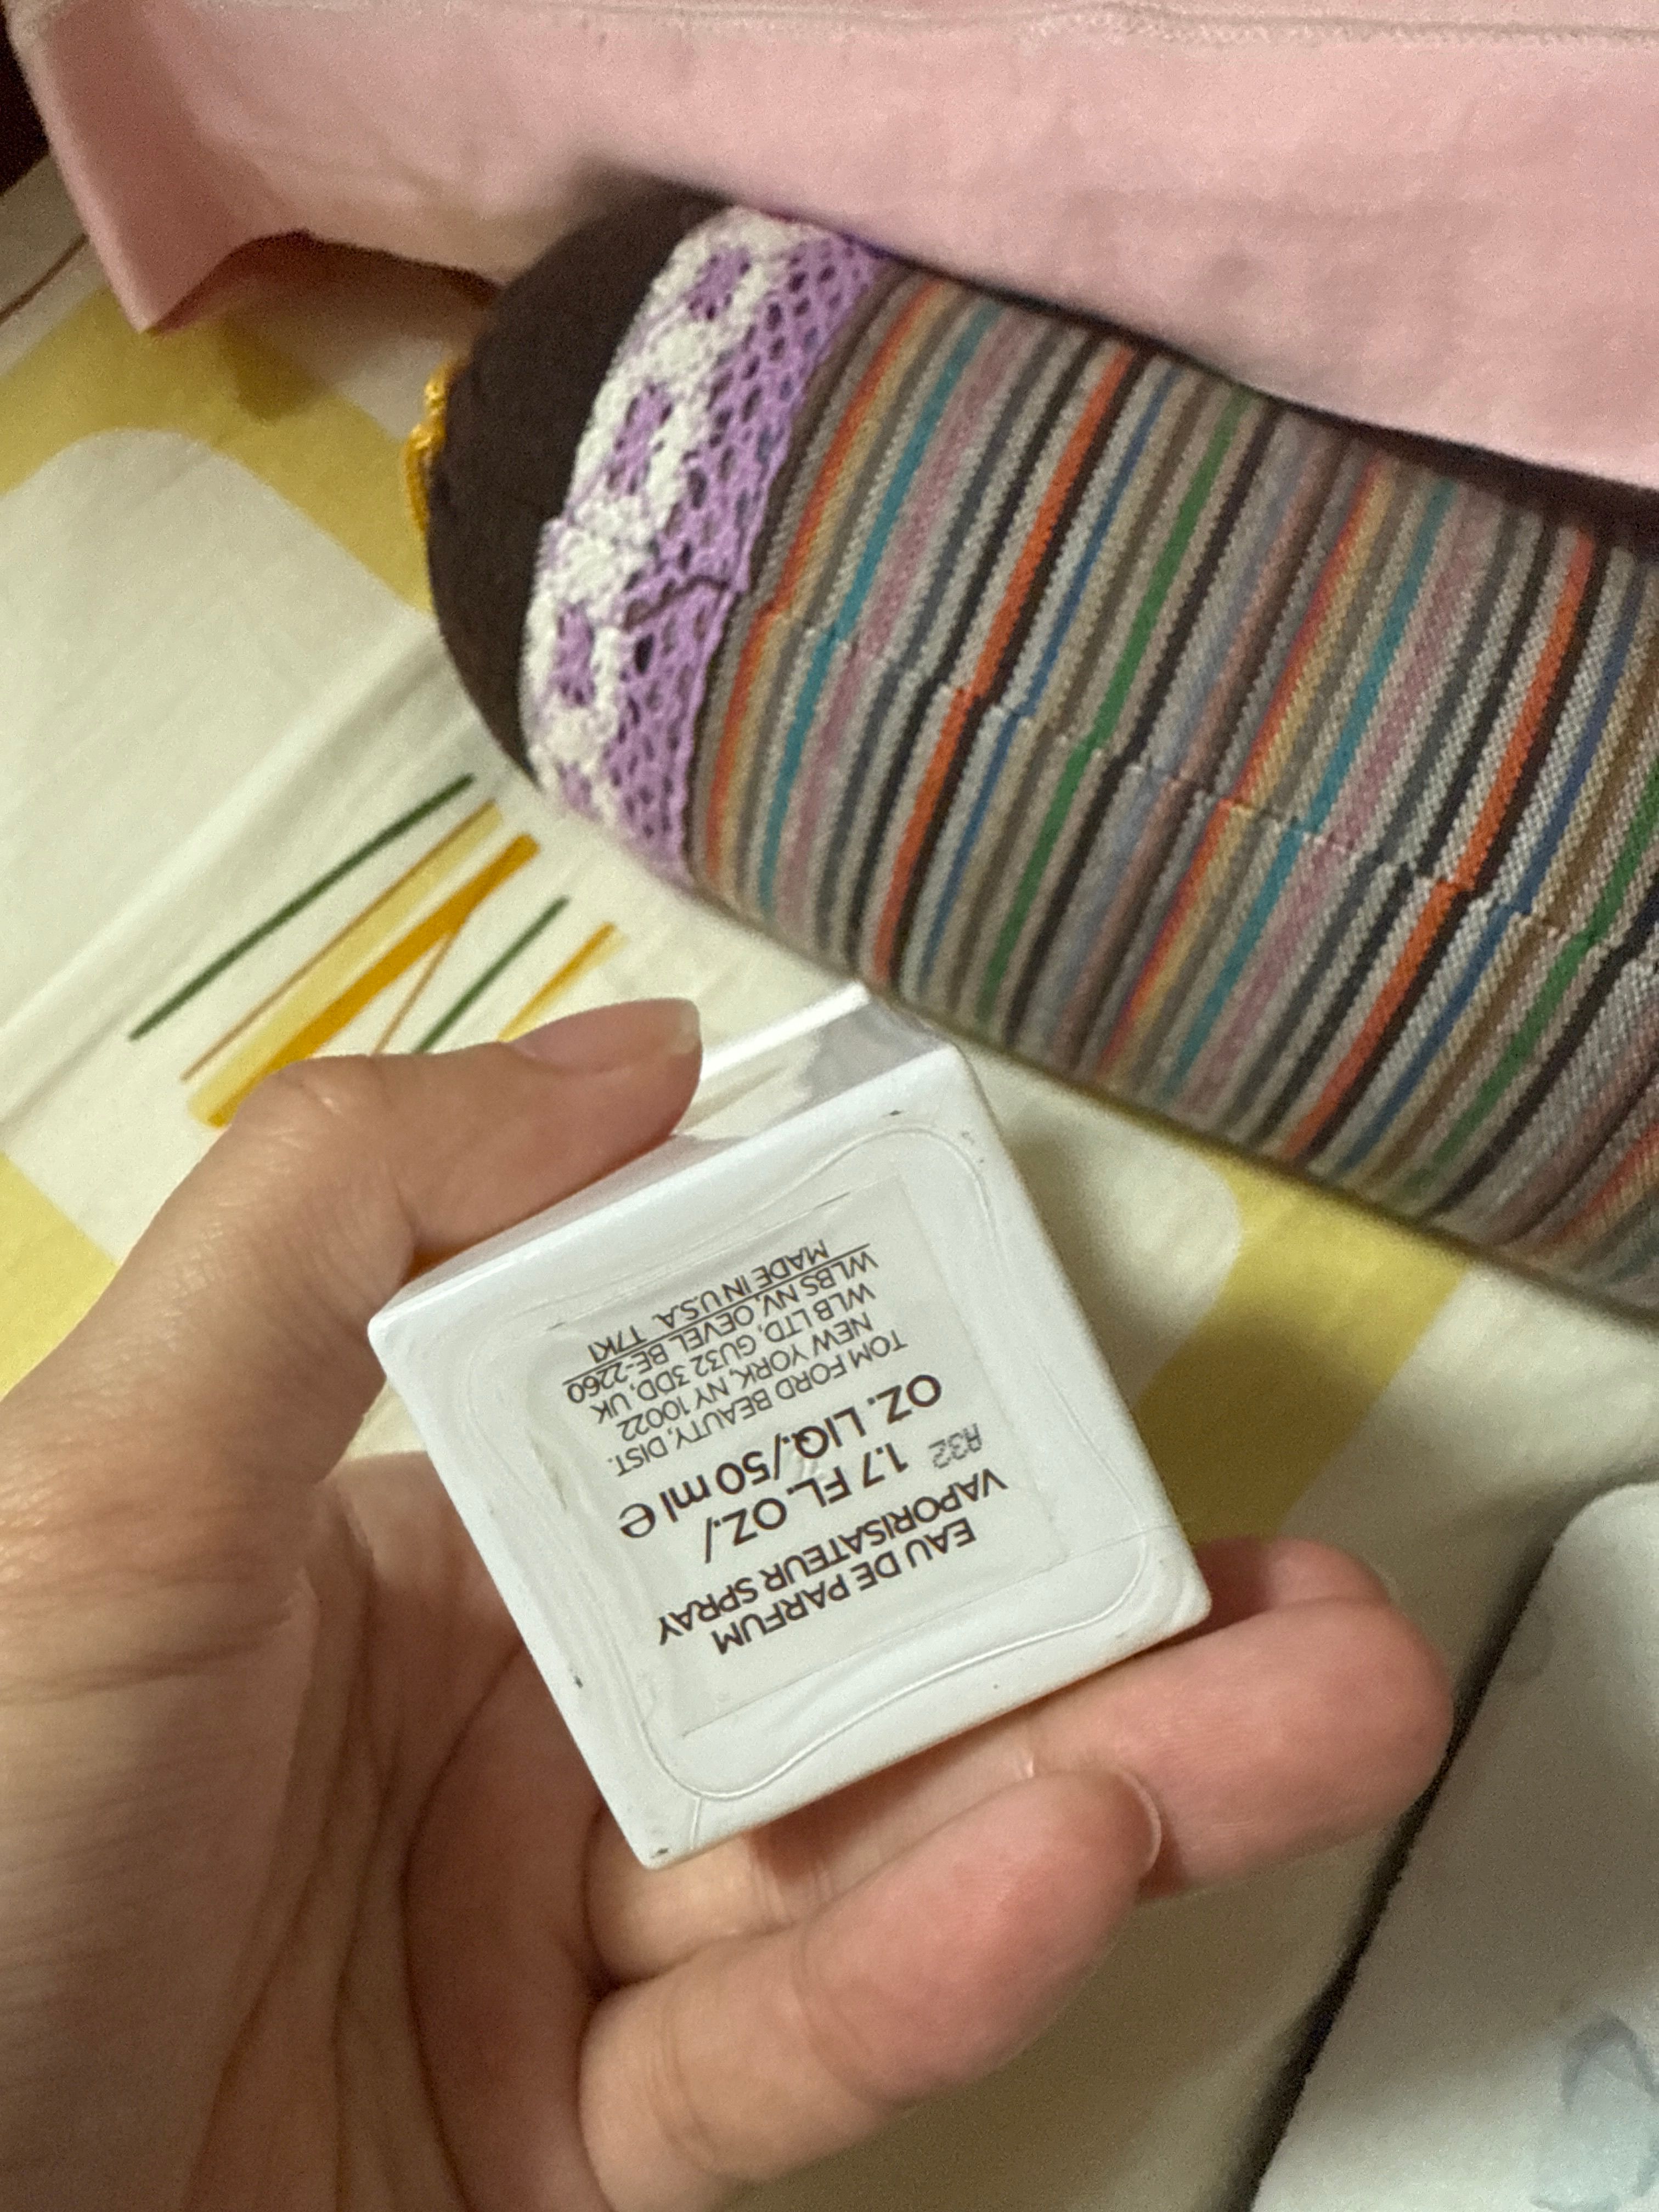 EAU DE PARFUM
VAPORISATEUR SPRAY
A32 1.7 FL. OZ./
OZ. LIQ./50 ml e
TOM FORD BEAUTY, DIST.
NEW YORK, NY 10022
WLB LTD, GU32 3DD, UK
WLBS NV, OEVEL, BE-2260
MADE IN U.S.A. T7K1